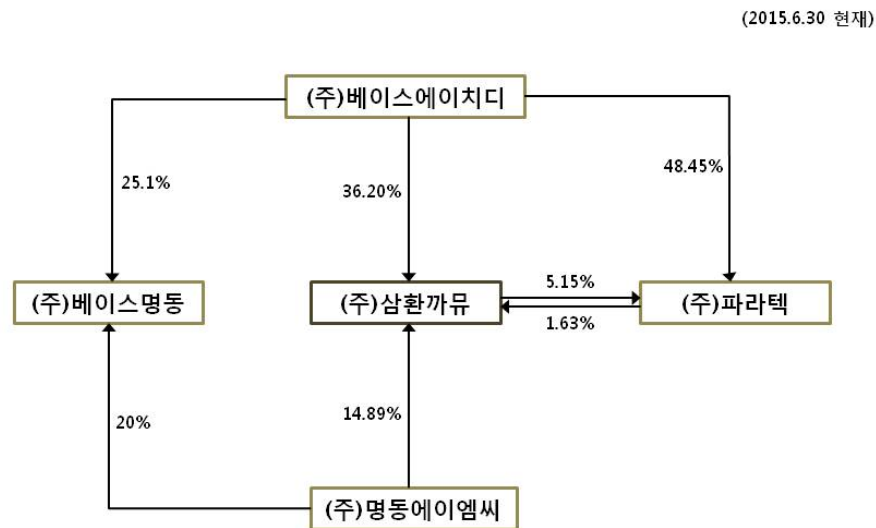 (2015.6.30 현재)
(주)베이스에이치디
25.1%
36.20%
48.45%
(주)베이스명동
(주)삼환까뮤
5.15%
1.63%
(주)파라텍
20%
14.89%
(주)명동에이엠씨